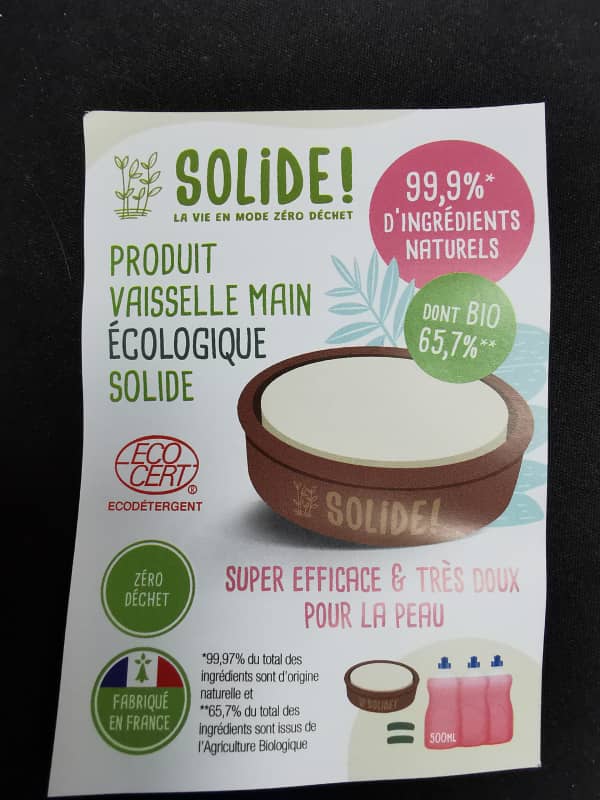 SOLiDE!
LA VIE EN MODE ZÉRO DÉCHET
99,9%*
D'INGRÉDIENTS
NATURELS
DONT BIO
65,7%**
PRODUIT
VAISSELLE MAIN
ÉCOLOGIQUE
SOLIDE
ECO
CERT®
ECODÉTERGENT
SOLiDE!
ZÉRO
DÉCHET
SUPER EFFICACE & TRÈS DOUX
POUR LA PEAU
FABRIQUÉ
EN FRANCE
*99,97% du total des
ingrédients sont d'origine
naturelle et
**65,7% du total des
ingrédients sont issus de
l'Agriculture Biologique
SOLiDE!
=
500ML